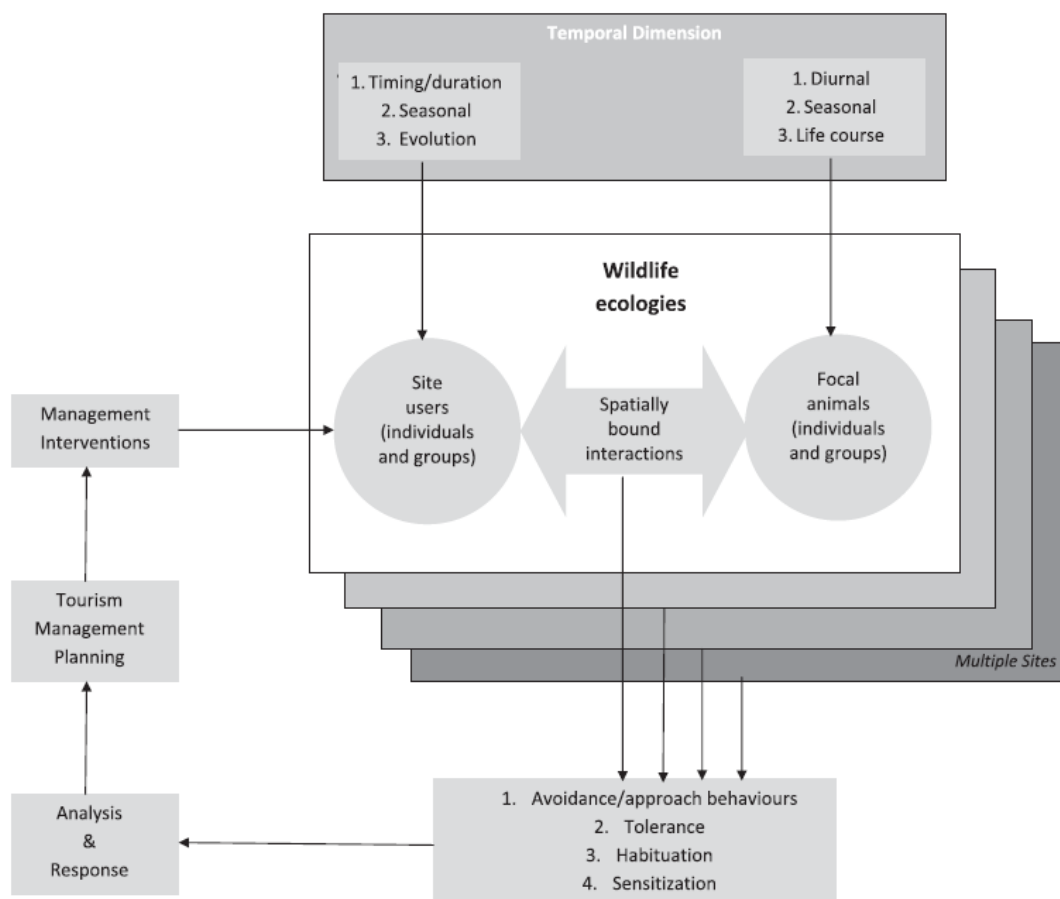 Temporal Dimension
1. Timing/duration
2. Seasonal
3. Evolution
1. Diurnal
2. Seasonal
3. Life course
Wildlife
ecologies
Site
users
(individuals
and groups)
Spatially
bound
interactions
Focal
animals
(individuals
and groups)
Management
Interventions
Tourism
Management
Planning
Multiple Sites
Analysis
&
Response
1. Avoidance/approach behaviours
2. Tolerance
3. Habituation
4. Sensitization